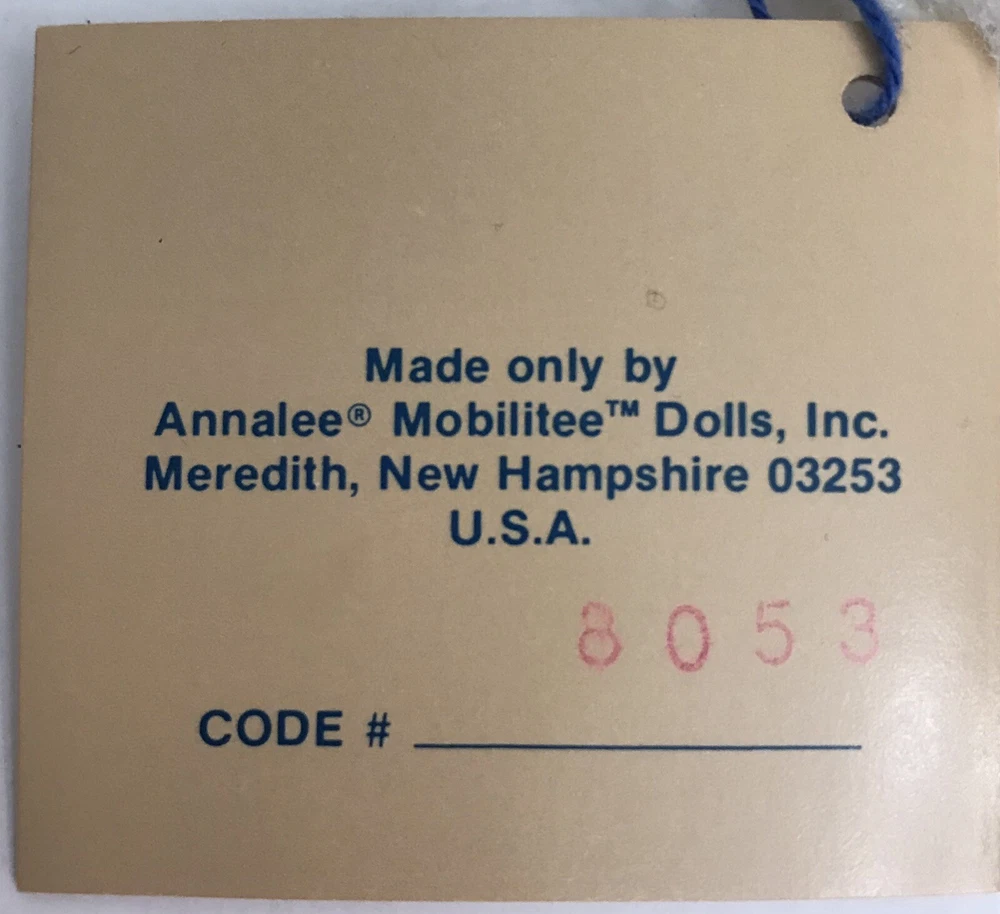 Made only by
Annalee® Mobilitee™ Dolls, Inc.
Meredith, New Hampshire 03253
U.S.A.
8053
CODE #